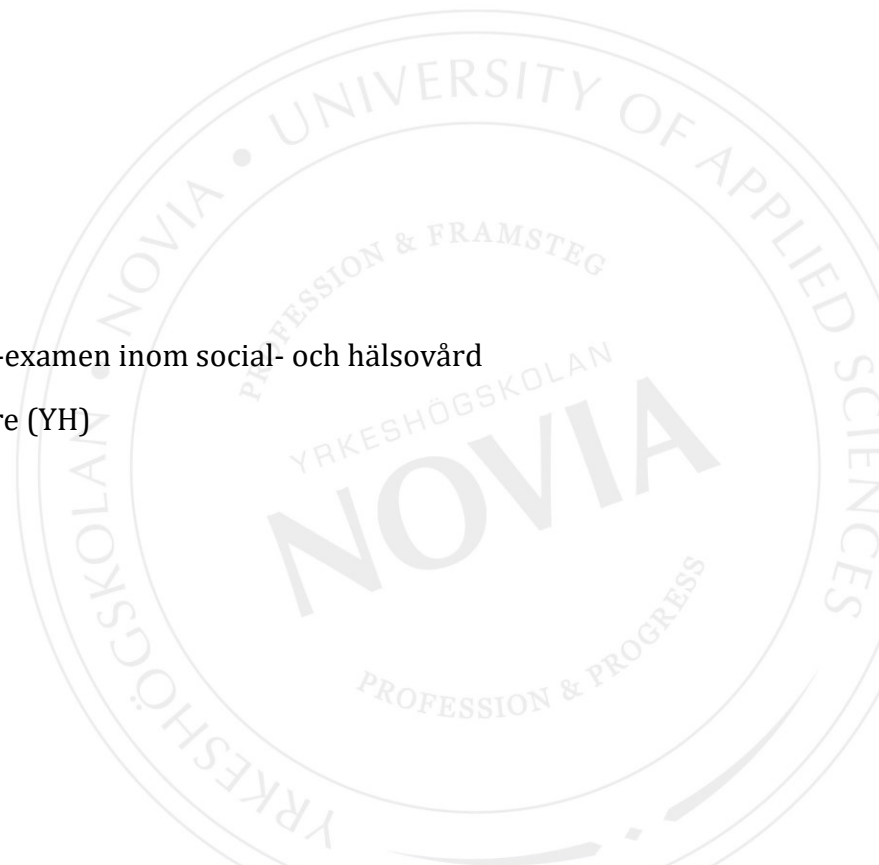 UNIVERSITY OF APPLIED SCIENCES
YRKESHÖGSKOLAN • NOVIA •
PROFESSION & FRAMSTEG
-examen inom social- och hälsovård
YRKESHÖGSKOLAN
re (YH)
NOVIA
PROFESSION & PROGRESS